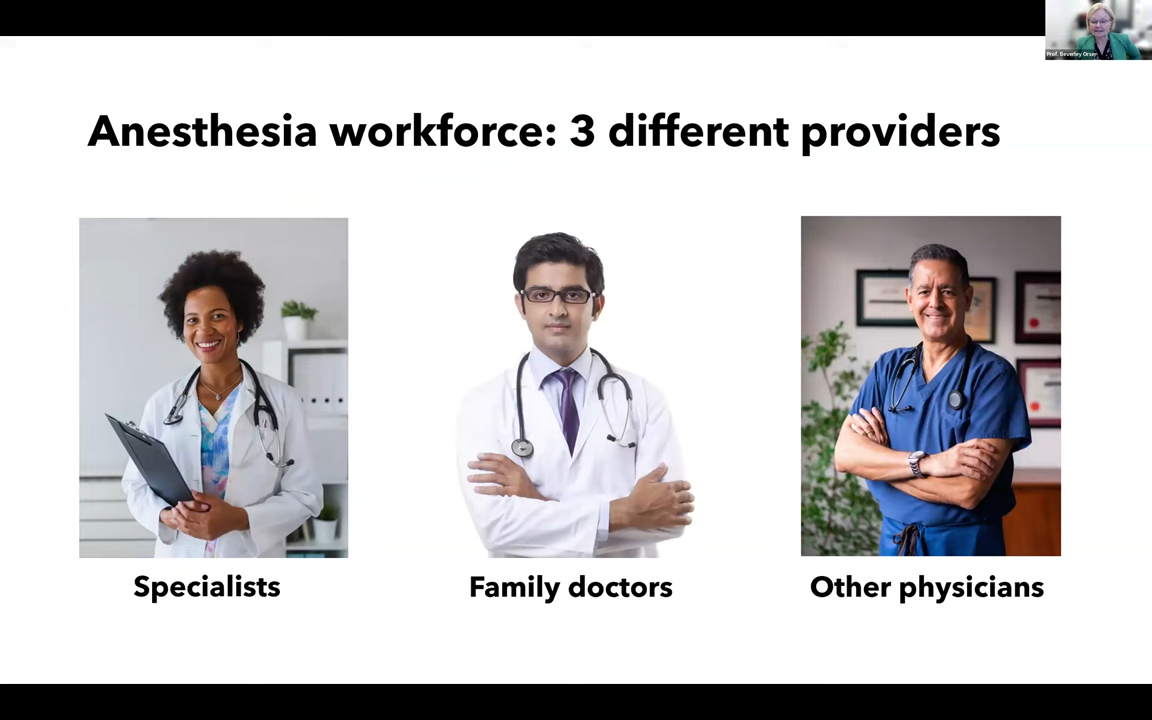 Prof. Beverley Orser
Anesthesia workforce: 3 different providers
Specialists
Family doctors
Other physicians